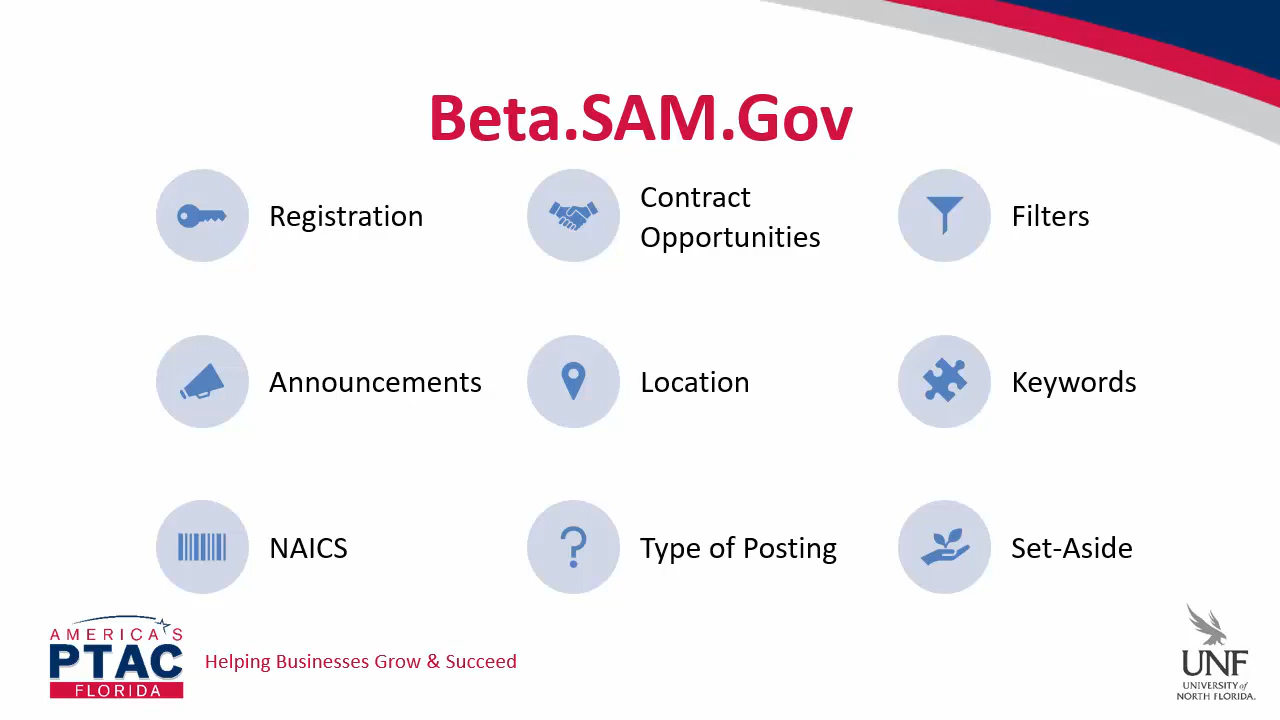 Beta.SAM.Gov
Registration
Contract
Opportunities
Filters
Announcements
Location
Keywords
NAICS
Type of Posting
Set-Aside
AMERICA'S
PTAC
FLORIDA
Helping Businesses Grow & Succeed
UNF
UNIVERSITY of
NORTH FLORIDA.